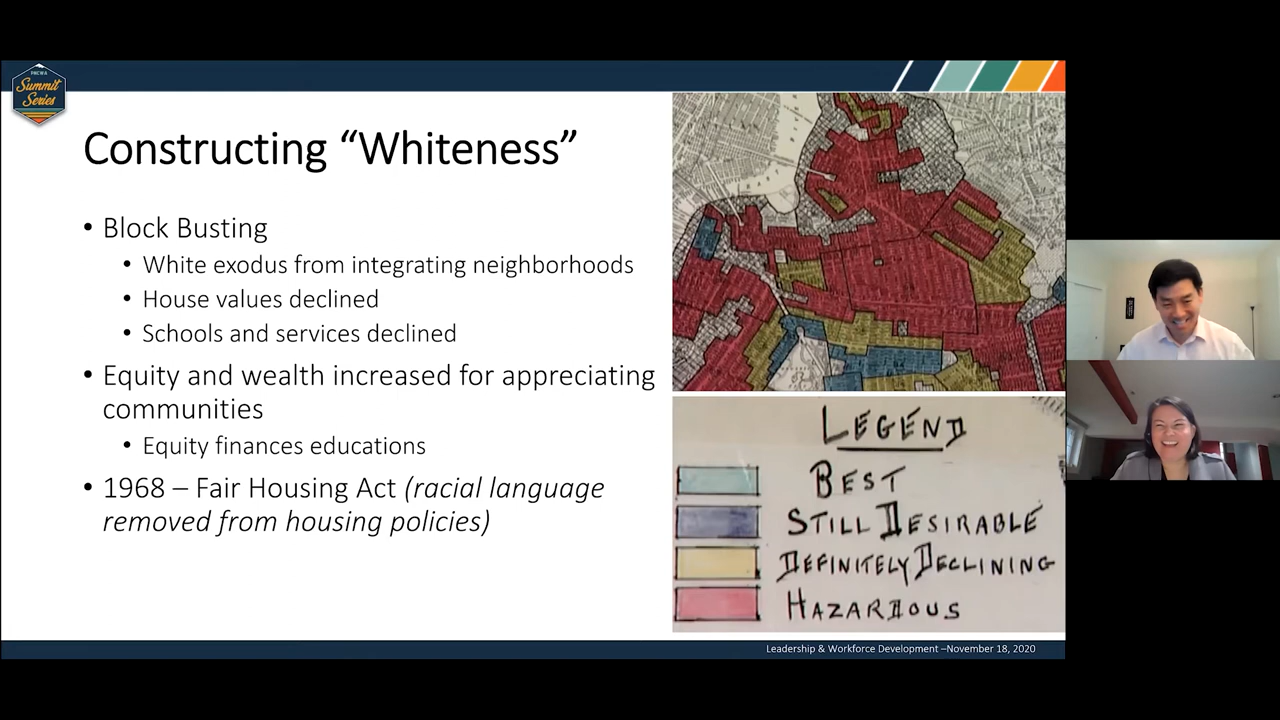 PNCWA
Summit
Series
Constructing “Whiteness”
• Block Busting
• White exodus from integrating neighborhoods
• House values declined
• Schools and services declined
• Equity and wealth increased for appreciating
communities
• Equity finances educations
• 1968 – Fair Housing Act (racial language
removed from housing policies)
LEGEND
BEST
STILL DESIRABLE
DEFINITELY DECLINING
HAZARDOUS
Leadership & Workforce Development –November 18, 2020